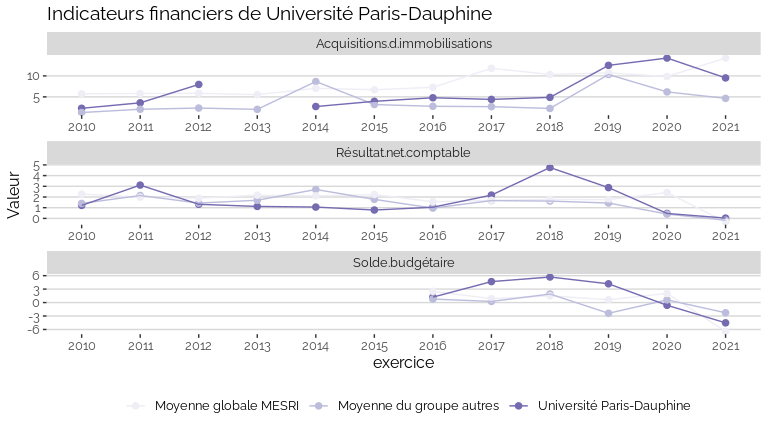 Indicateurs financiers de Université Paris-Dauphine
Acquisitions.d.immobilisations
10
5
2010 2011 2012 2013 2014 2015 2016 2017 2018 2019 2020 2021
Résultat.net.comptable
5
4
3
2
1
0
2010 2011 2012 2013 2014 2015 2016 2017 2018 2019 2020 2021
Valeur
Solde.budgétaire
6
3
0
-3
-6
2010 2011 2012 2013 2014 2015 2016 2017 2018 2019 2020 2021
exercice
Moyenne globale MESRI Moyenne du groupe autres Université Paris-Dauphine